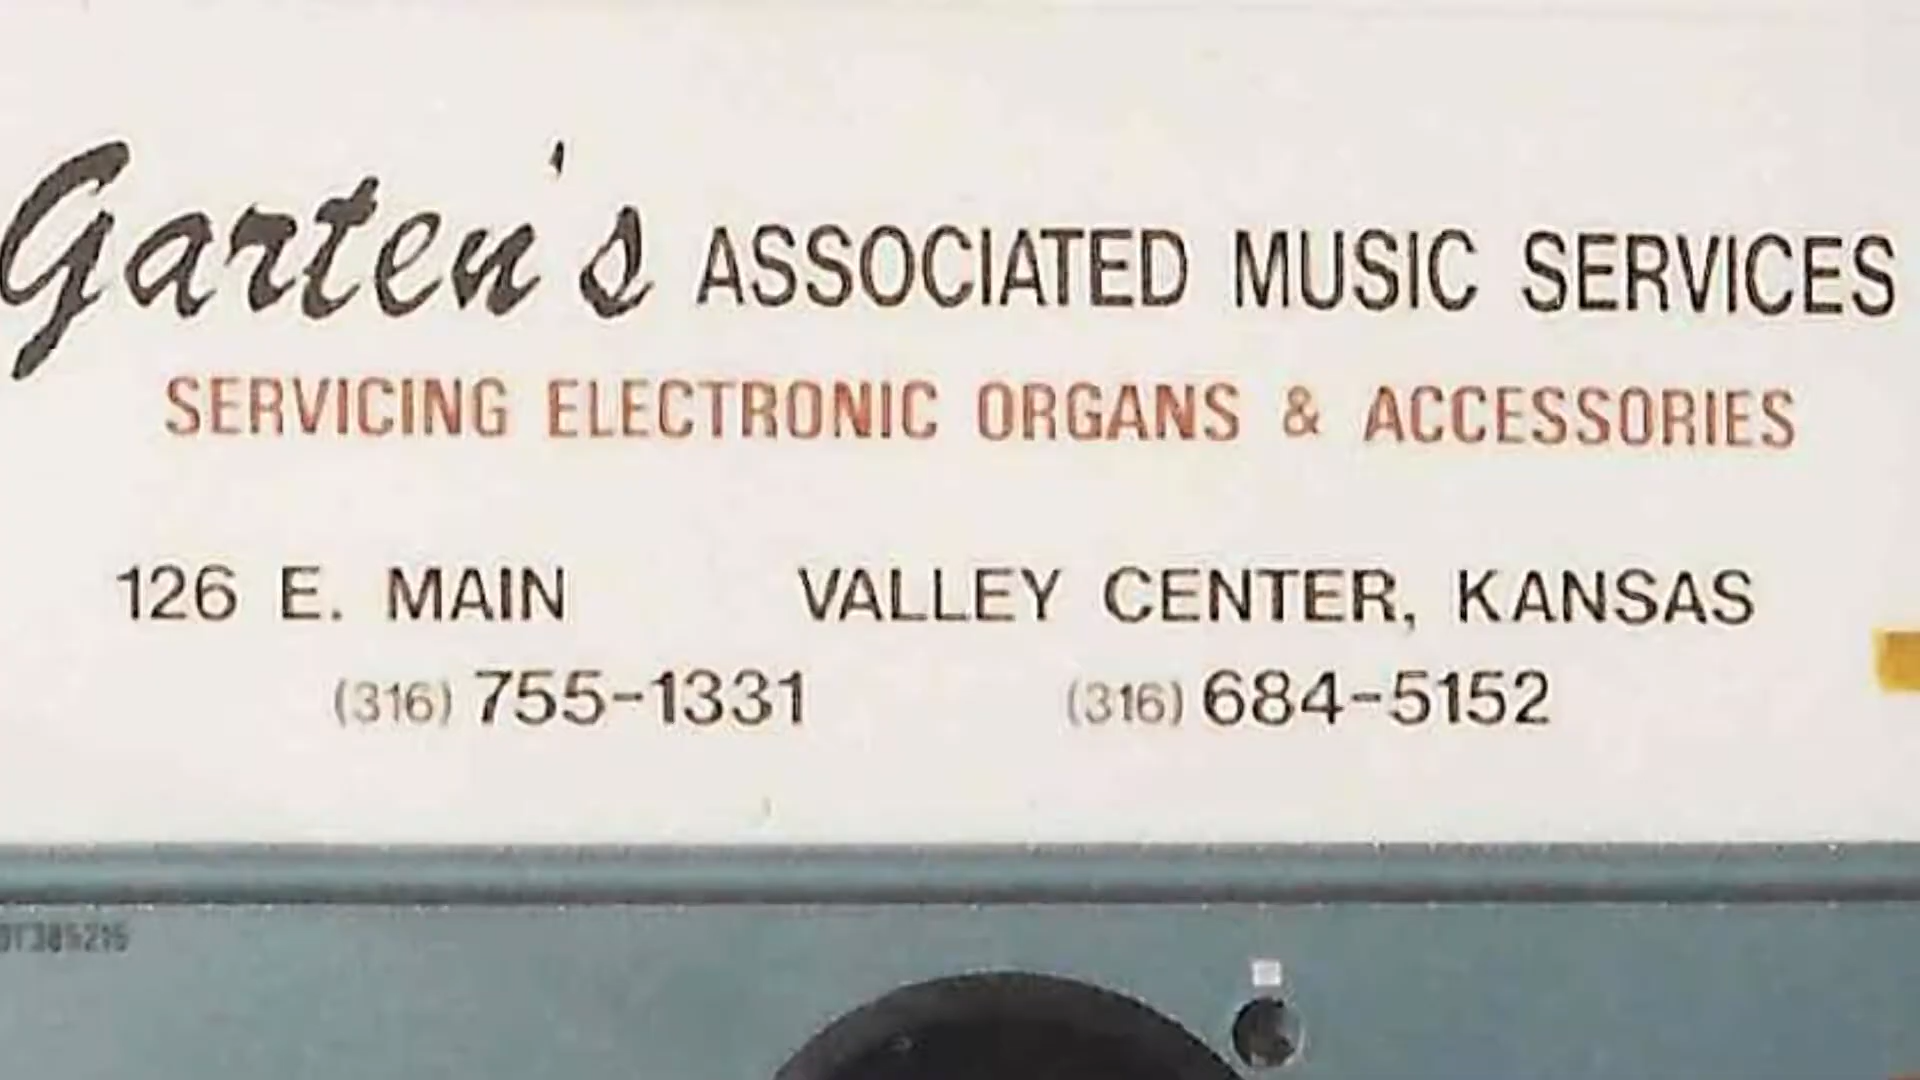 Garten's ASSOCIATED MUSIC SERVICES
SERVICING ELECTRONIC ORGANS & ACCESSORIES
126 E. MAIN VALLEY CENTER, KANSAS
(316) 755-1331 (316) 684-5152